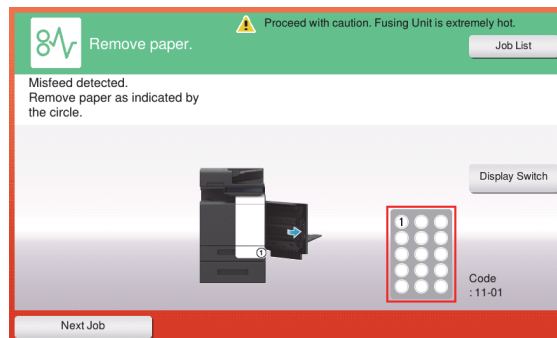 Proceed with caution. Fusing Unit is extremely hot.
Remove paper.
Job List
Misfeed detected.
Remove paper as indicated by
the circle.
Display Switch
1
1
Code
: 11-01
Next Job